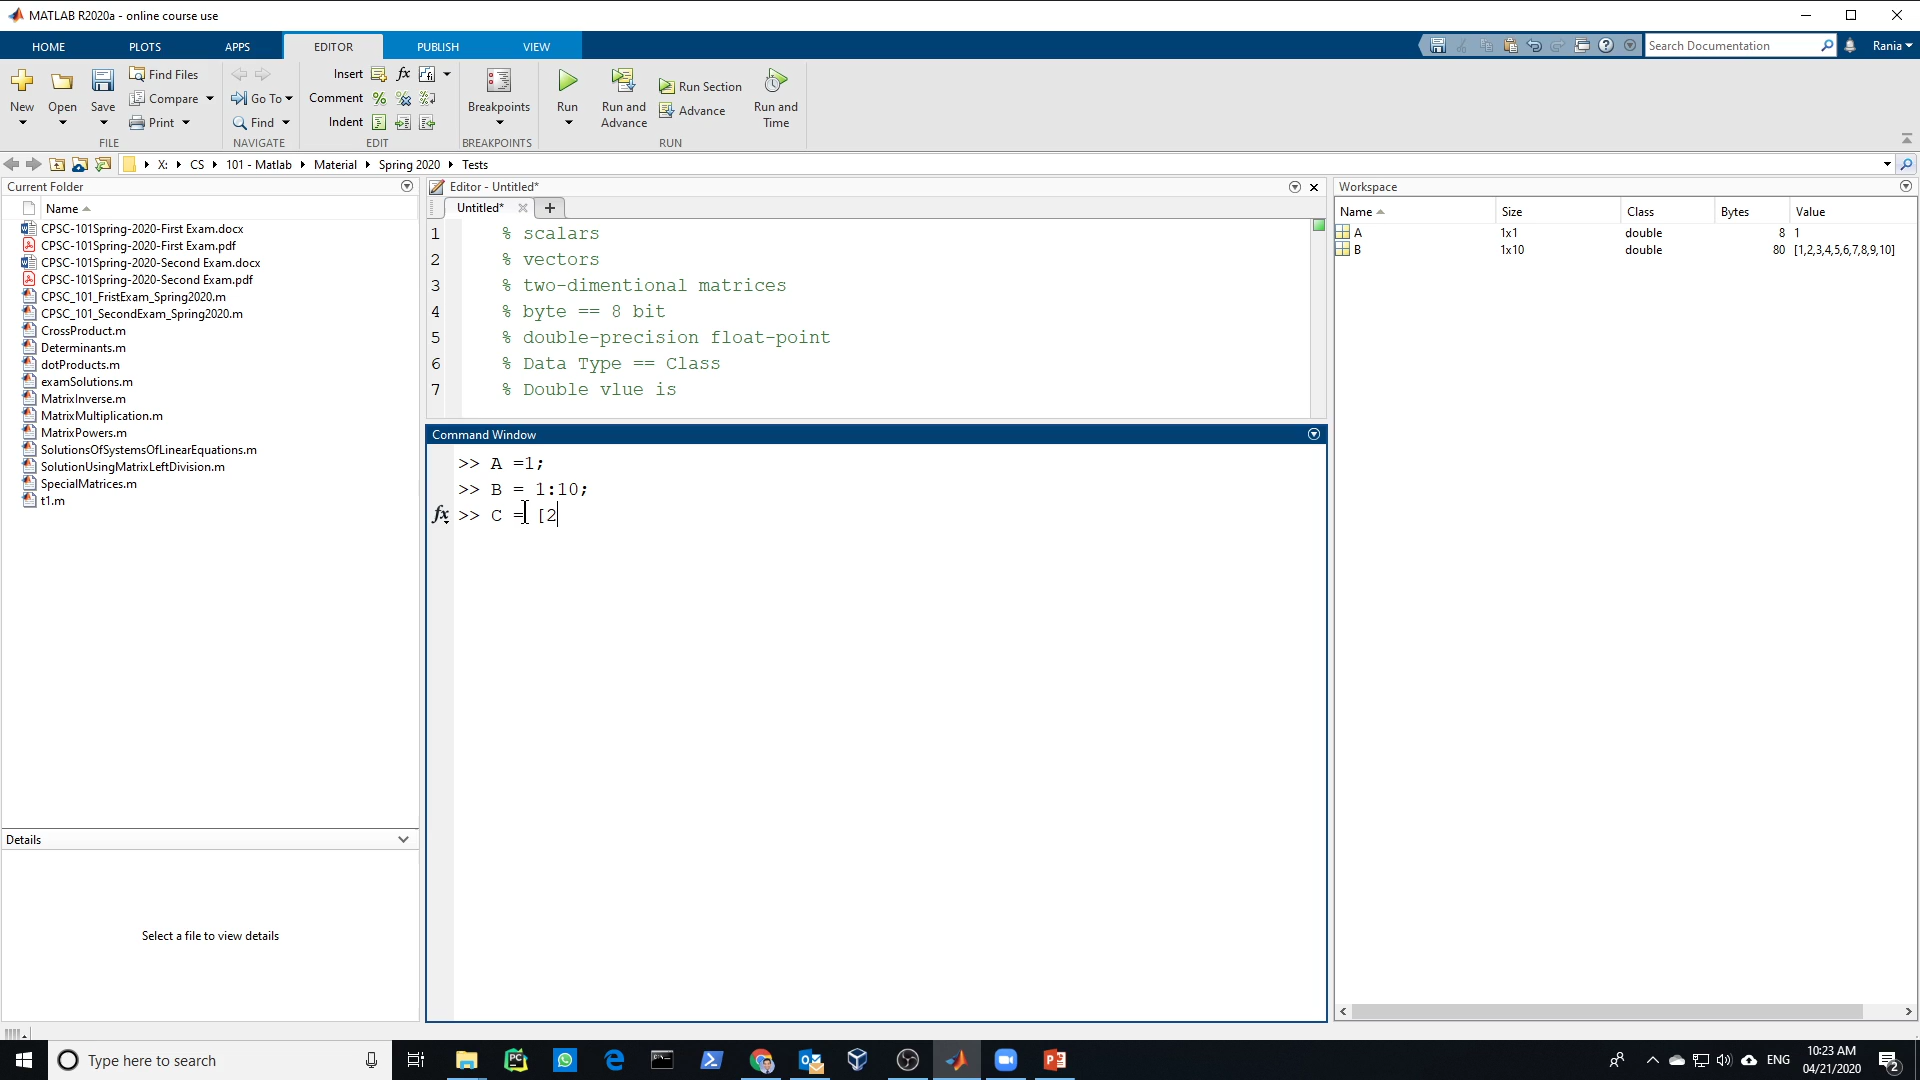 MATLAB R2020a - online course use
HOME PLOTS APPS EDITOR PUBLISH VIEW
Search Documentation
Rania
New Open Save
Find Files
Compare
Print
FILE
Go To
Find
NAVIGATE
Insert
Comment
Indent
EDIT
Breakpoints
BREAKPOINTS
Run
Run and Advance
Run Section
Advance
Run and Time
RUN
X: CS 101 - Matlab Material Spring 2020 Tests
Current Folder
Name
CPSC-101Spring-2020-First Exam.docx
CPSC-101Spring-2020-First Exam.pdf
CPSC-101Spring-2020-Second Exam.docx
CPSC-101Spring-2020-Second Exam.pdf
CPSC_101_FristExam_Spring2020.m
CPSC_101_SecondExam_Spring2020.m
CrossProduct.m
Determinants.m
dotProducts.m
examSolutions.m
MatrixInverse.m
MatrixMultiplication.m
MatrixPowers.m
SolutionsOfSystemsOfLinearEquations.m
SolutionUsingMatrixLeftDivision.m
SpecialMatrices.m
t1.m
Details
Select a file to view details
Editor - Untitled*
Untitled*
1 % scalars
2 % vectors
3 % two-dimentional matrices
4 % byte == 8 bit
5 % double-precision float-point
6 % Data Type == Class
7 % Double vlue is
Command Window
>> A =1;
>> B = 1:10;
fx >> C = [2
Workspace
Name Size Class Bytes Value
A 1x1 double 8 1
B 1x10 double 80 [1,2,3,4,5,6,7,8,9,10]
Type here to search
ENG
10:23 AM
04/21/2020
2